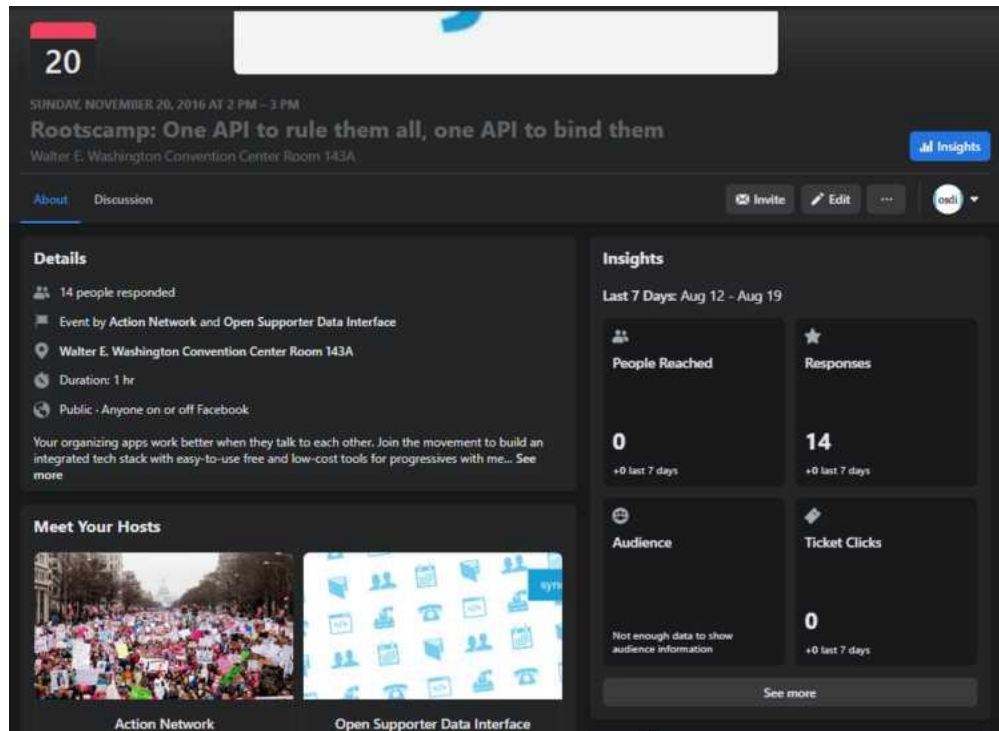 20
SUNDAY, NOVEMBER 20, 2016 AT 2 PM – 3 PM
Rootscamp: One API to rule them all, one API to bind them
Walter E. Washington Convention Center Room 143A
Insights
About
Discussion
Invite
Edit
osdi
Details
14 people responded
Event by Action Network and Open Supporter Data Interface
Walter E. Washington Convention Center Room 143A
Duration: 1 hr
Public · Anyone on or off Facebook
Your organizing apps work better when they talk to each other. Join the movement to build an
integrated tech stack with easy-to-use free and low-cost tools for progressives with me... See
more
Meet Your Hosts
sync
Action Network
Open Supporter Data Interface
Insights
Last 7 Days: Aug 12 - Aug 19
People Reached
0
+0 last 7 days
Responses
14
+0 last 7 days
Audience
Not enough data to show
audience information
Ticket Clicks
0
+0 last 7 days
See more